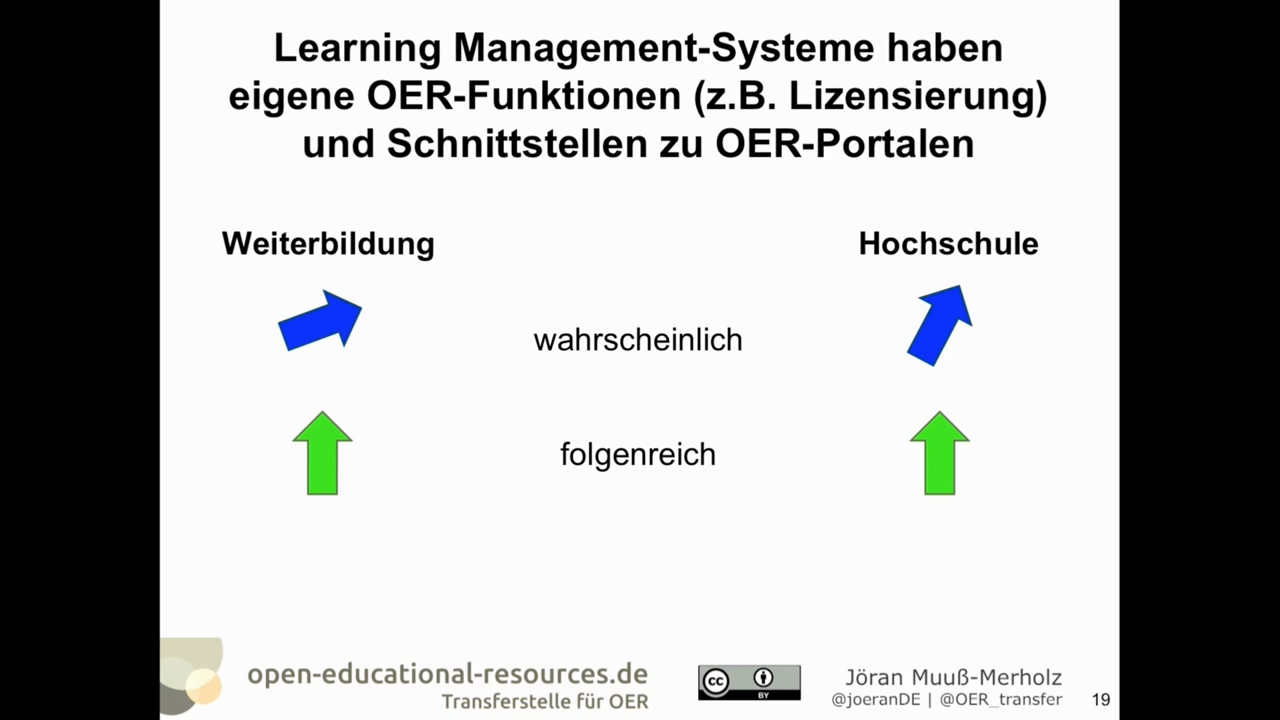 Learning Management-Systeme haben
eigene OER-Funktionen (z.B. Lizensierung)
und Schnittstellen zu OER-Portalen
Weiterbildung
Hochschule
wahrscheinlich
folgenreich
open-educational-resources.de
Transferstelle für OER
cc
BY
Jöran Muuß-Merholz
@joeranDE | @OER_transfer
19